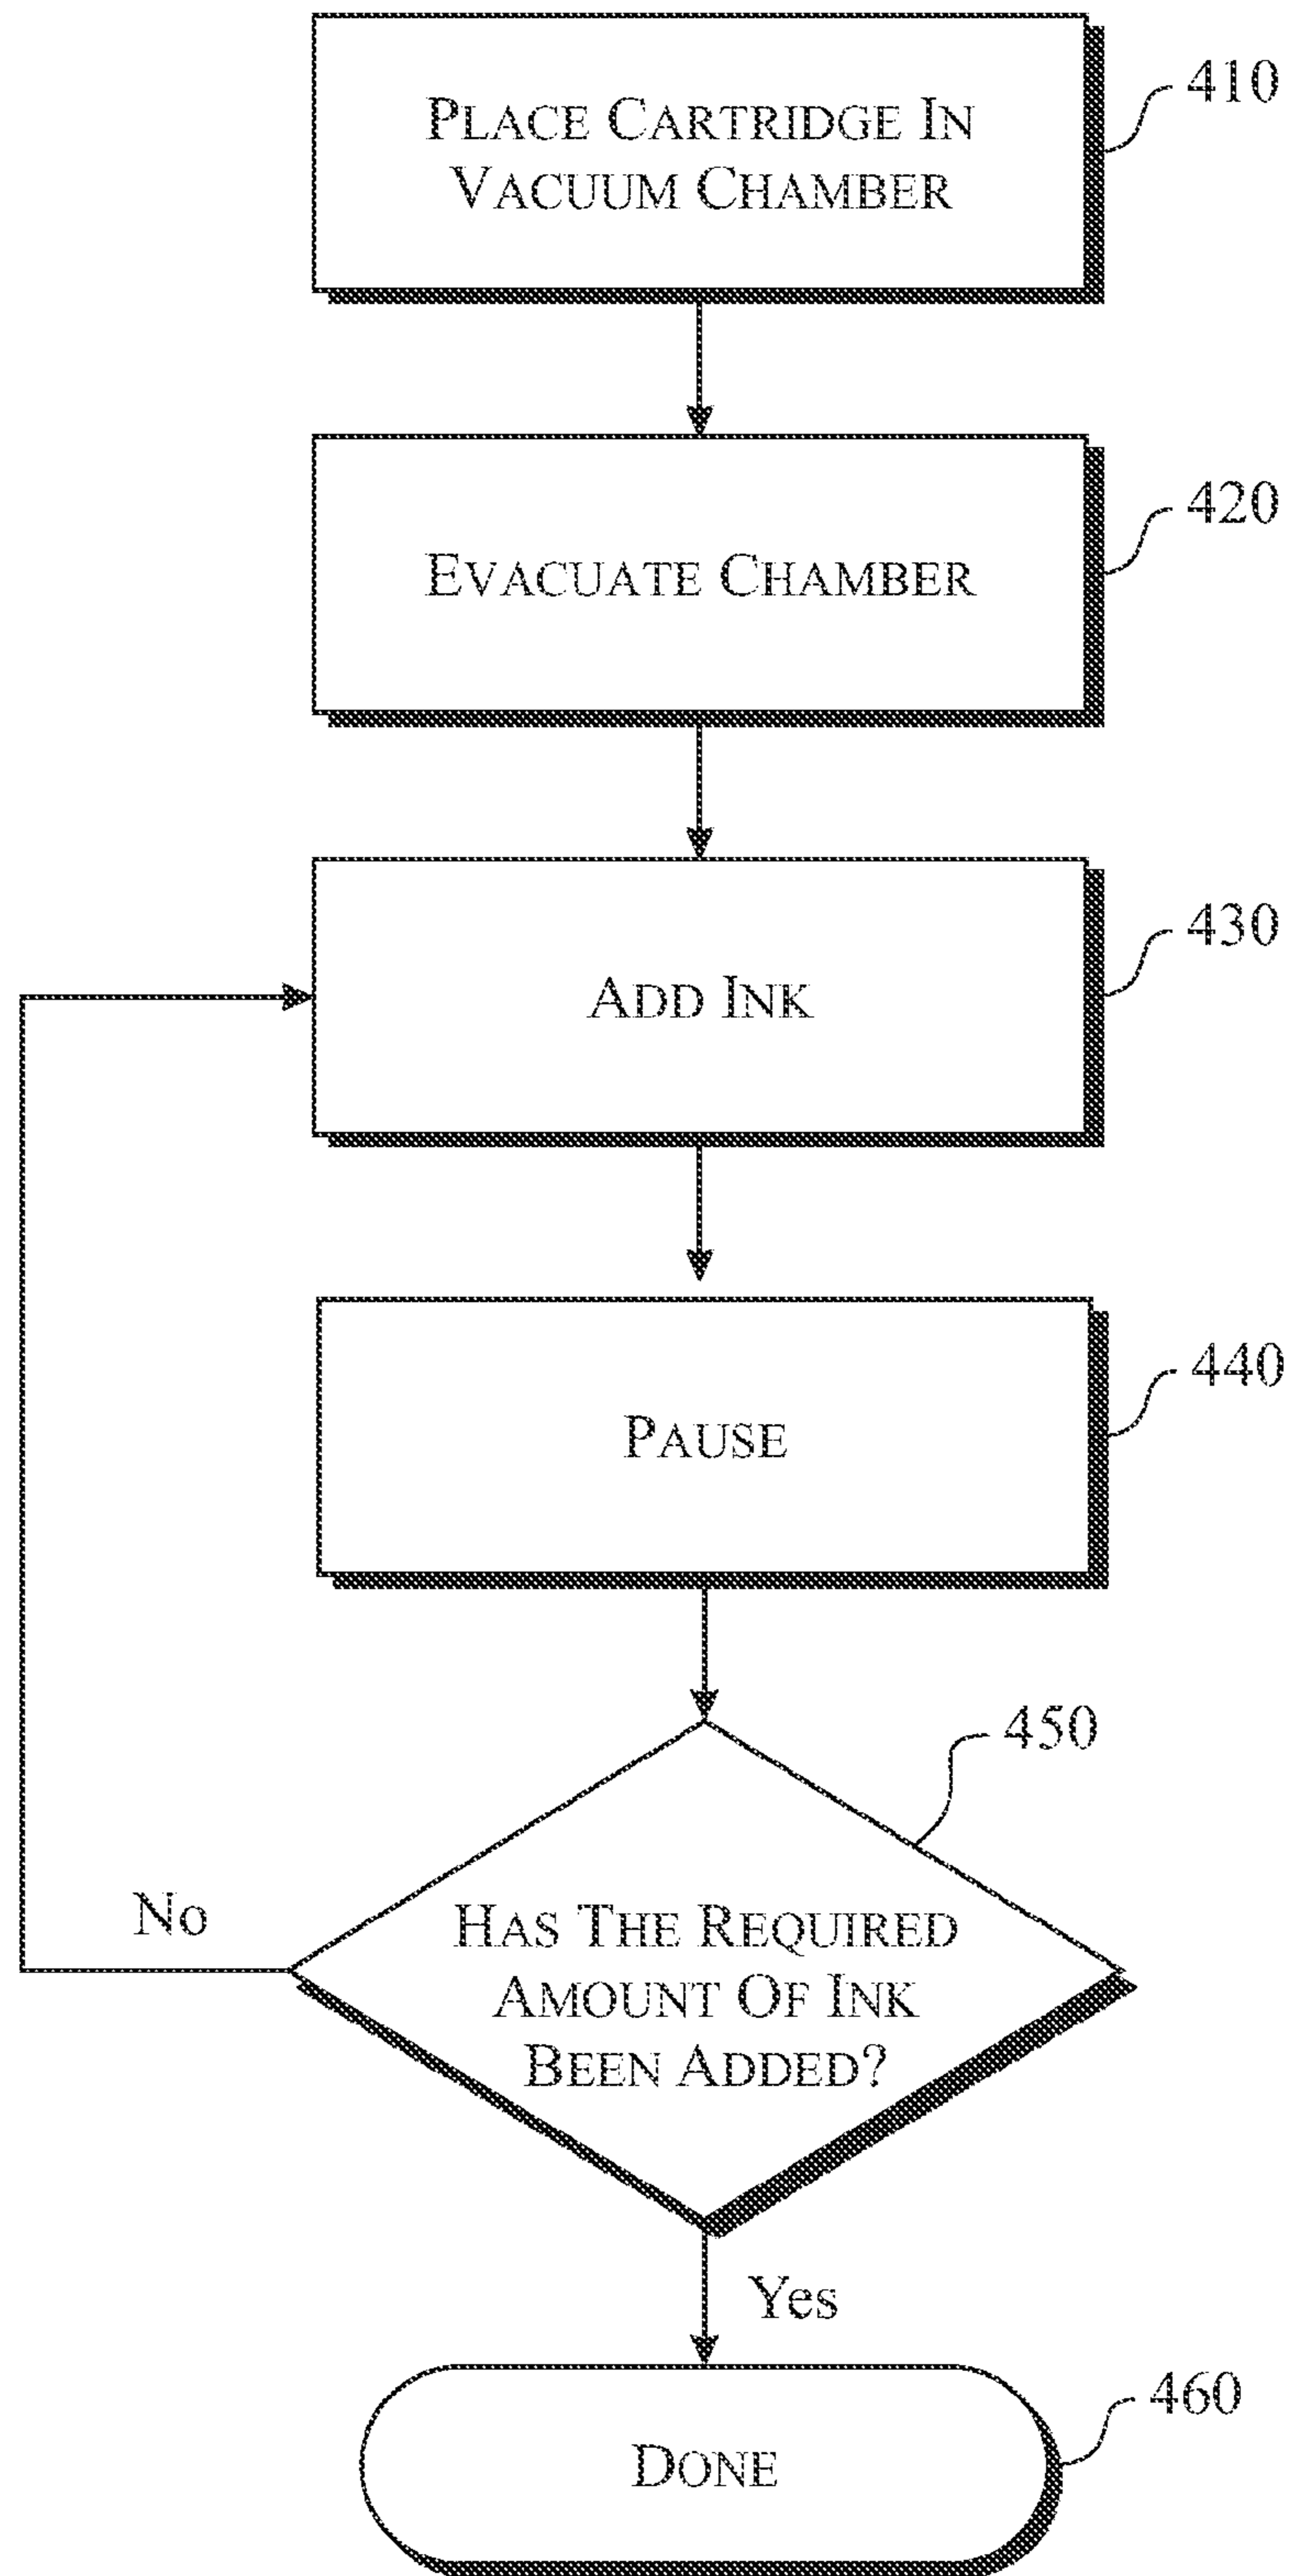 PLACE CARTRIDGE IN
VACUUM CHAMBER
410
EVACUATE CHAMBER
420
ADD INK
430
PAUSE
440
HAS THE REQUIRED
AMOUNT OF INK
BEEN ADDED?
450
No
Yes
DONE
460